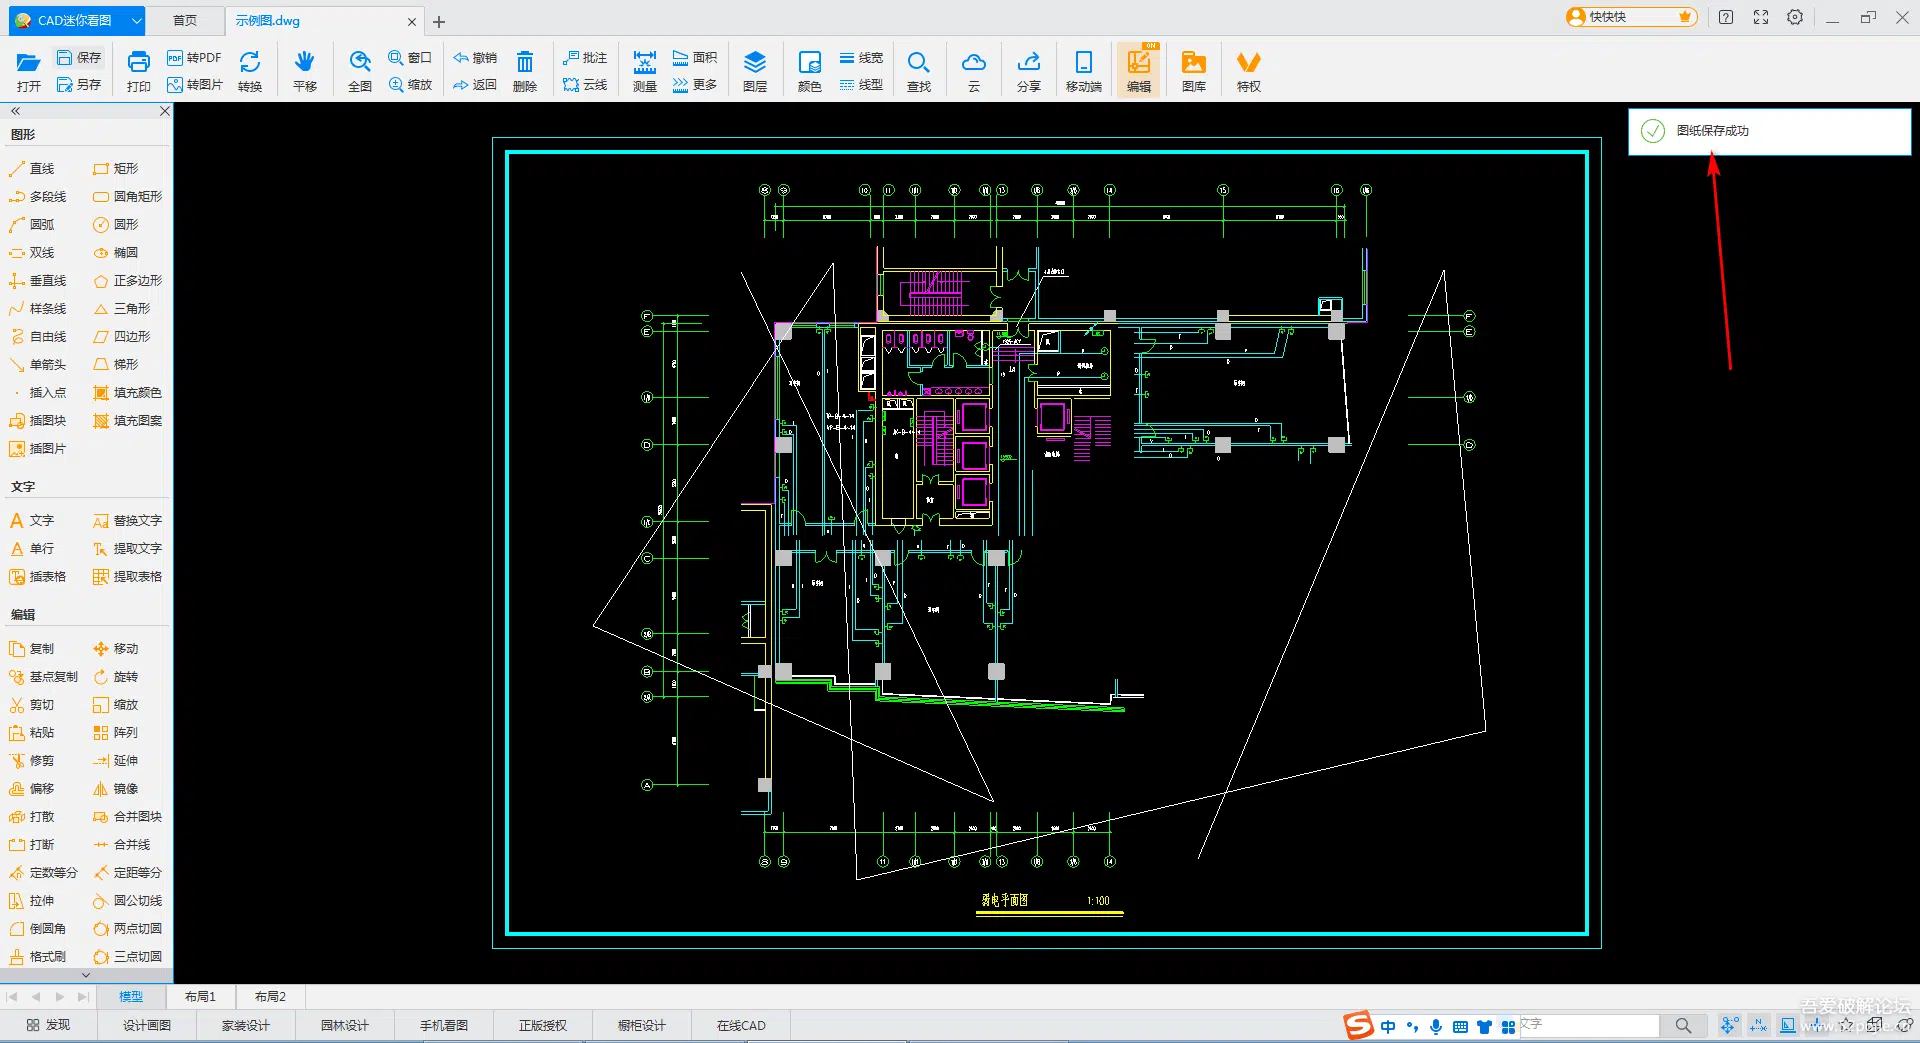 CAD迷你看图
首页
示例图.dwg
快快快
打开
保存
另存
打印
转PDF
转图片
转换
平移
全图
窗口
缩放
撤销
返回
删除
批注
云线
测量
面积
更多
图层
颜色
线宽
线型
查找
云
分享
移动端
ON
编辑
图库
特权
图形
直线
矩形
多段线
圆角矩形
圆弧
圆形
双线
椭圆
垂直线
正多边形
样条线
三角形
自由线
四边形
单箭头
梯形
插入点
填充颜色
插图块
填充图案
插图片
文字
文字
替换文字
单行
提取文字
插表格
提取表格
编辑
复制
移动
基点复制
旋转
剪切
缩放
粘贴
阵列
修剪
延伸
偏移
镜像
打散
合并图块
打断
合并线
定数等分
定距等分
拉伸
圆公切线
倒圆角
两点切圆
格式刷
三点切圆
图纸保存成功
弱电平面图
1:100
模型
布局1
布局2
发现
设计画图
家装设计
园林设计
手机看图
正版授权
橱柜设计
在线CAD
中
文字
吾爱破解论坛